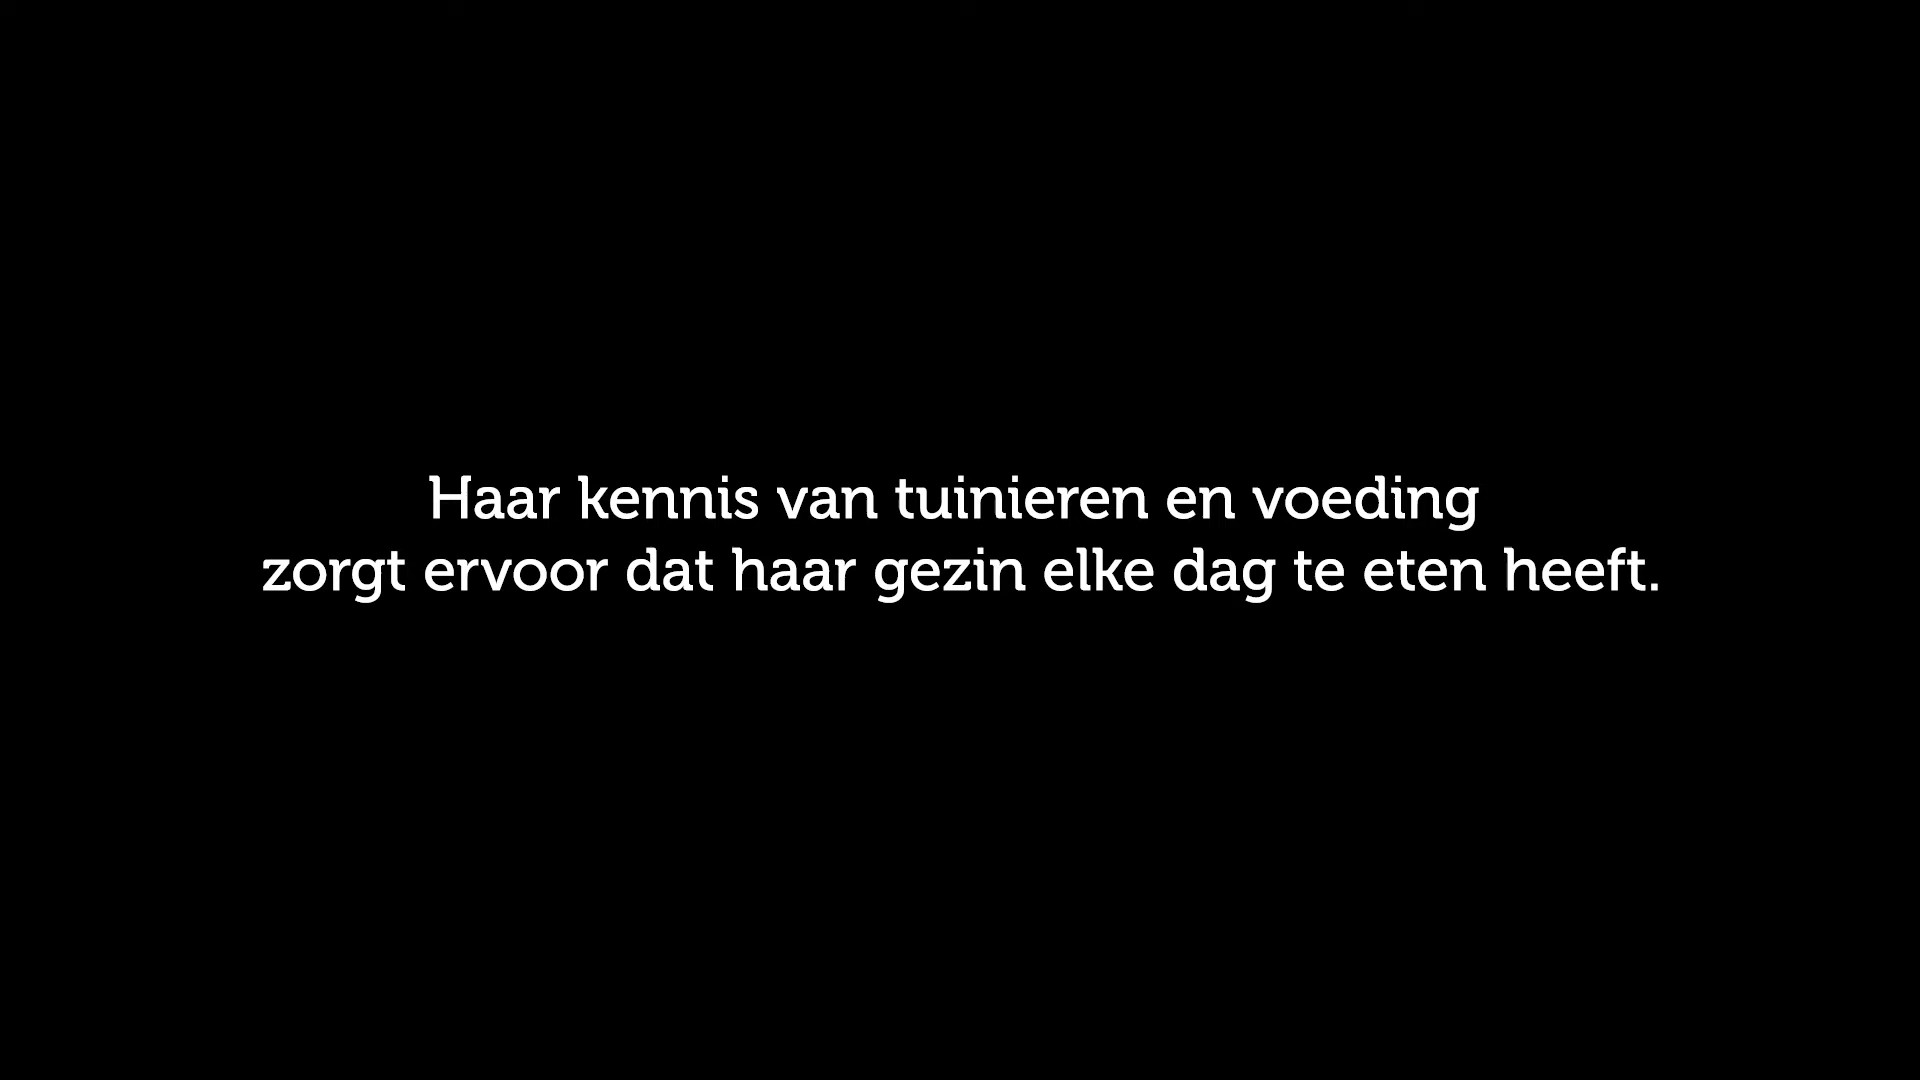 Haar kennis van tuinieren en voeding
zorgt ervoor dat haar gezin elke dag te eten heeft.